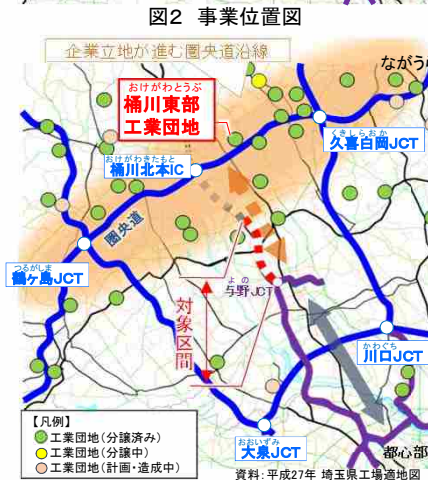 図2 事業位置図
企業立地が進む圏央道沿線
ながう
おけがわとうぶ
桶川東部
工業団地
くきしらおか
久喜白岡JCT
おけがわきたもと
桶川北本IC
圏央道
つるがしま
鶴ヶ島JCT
よの
与野JCT
対象区間
かわぐち
川口JCT
【凡例】
工業団地(分譲済み)
工業団地(分譲中)
工業団地(計画・造成中)
おおいずみ
大泉JCT
都心部
資料:平成27年 埼玉県工場適地図